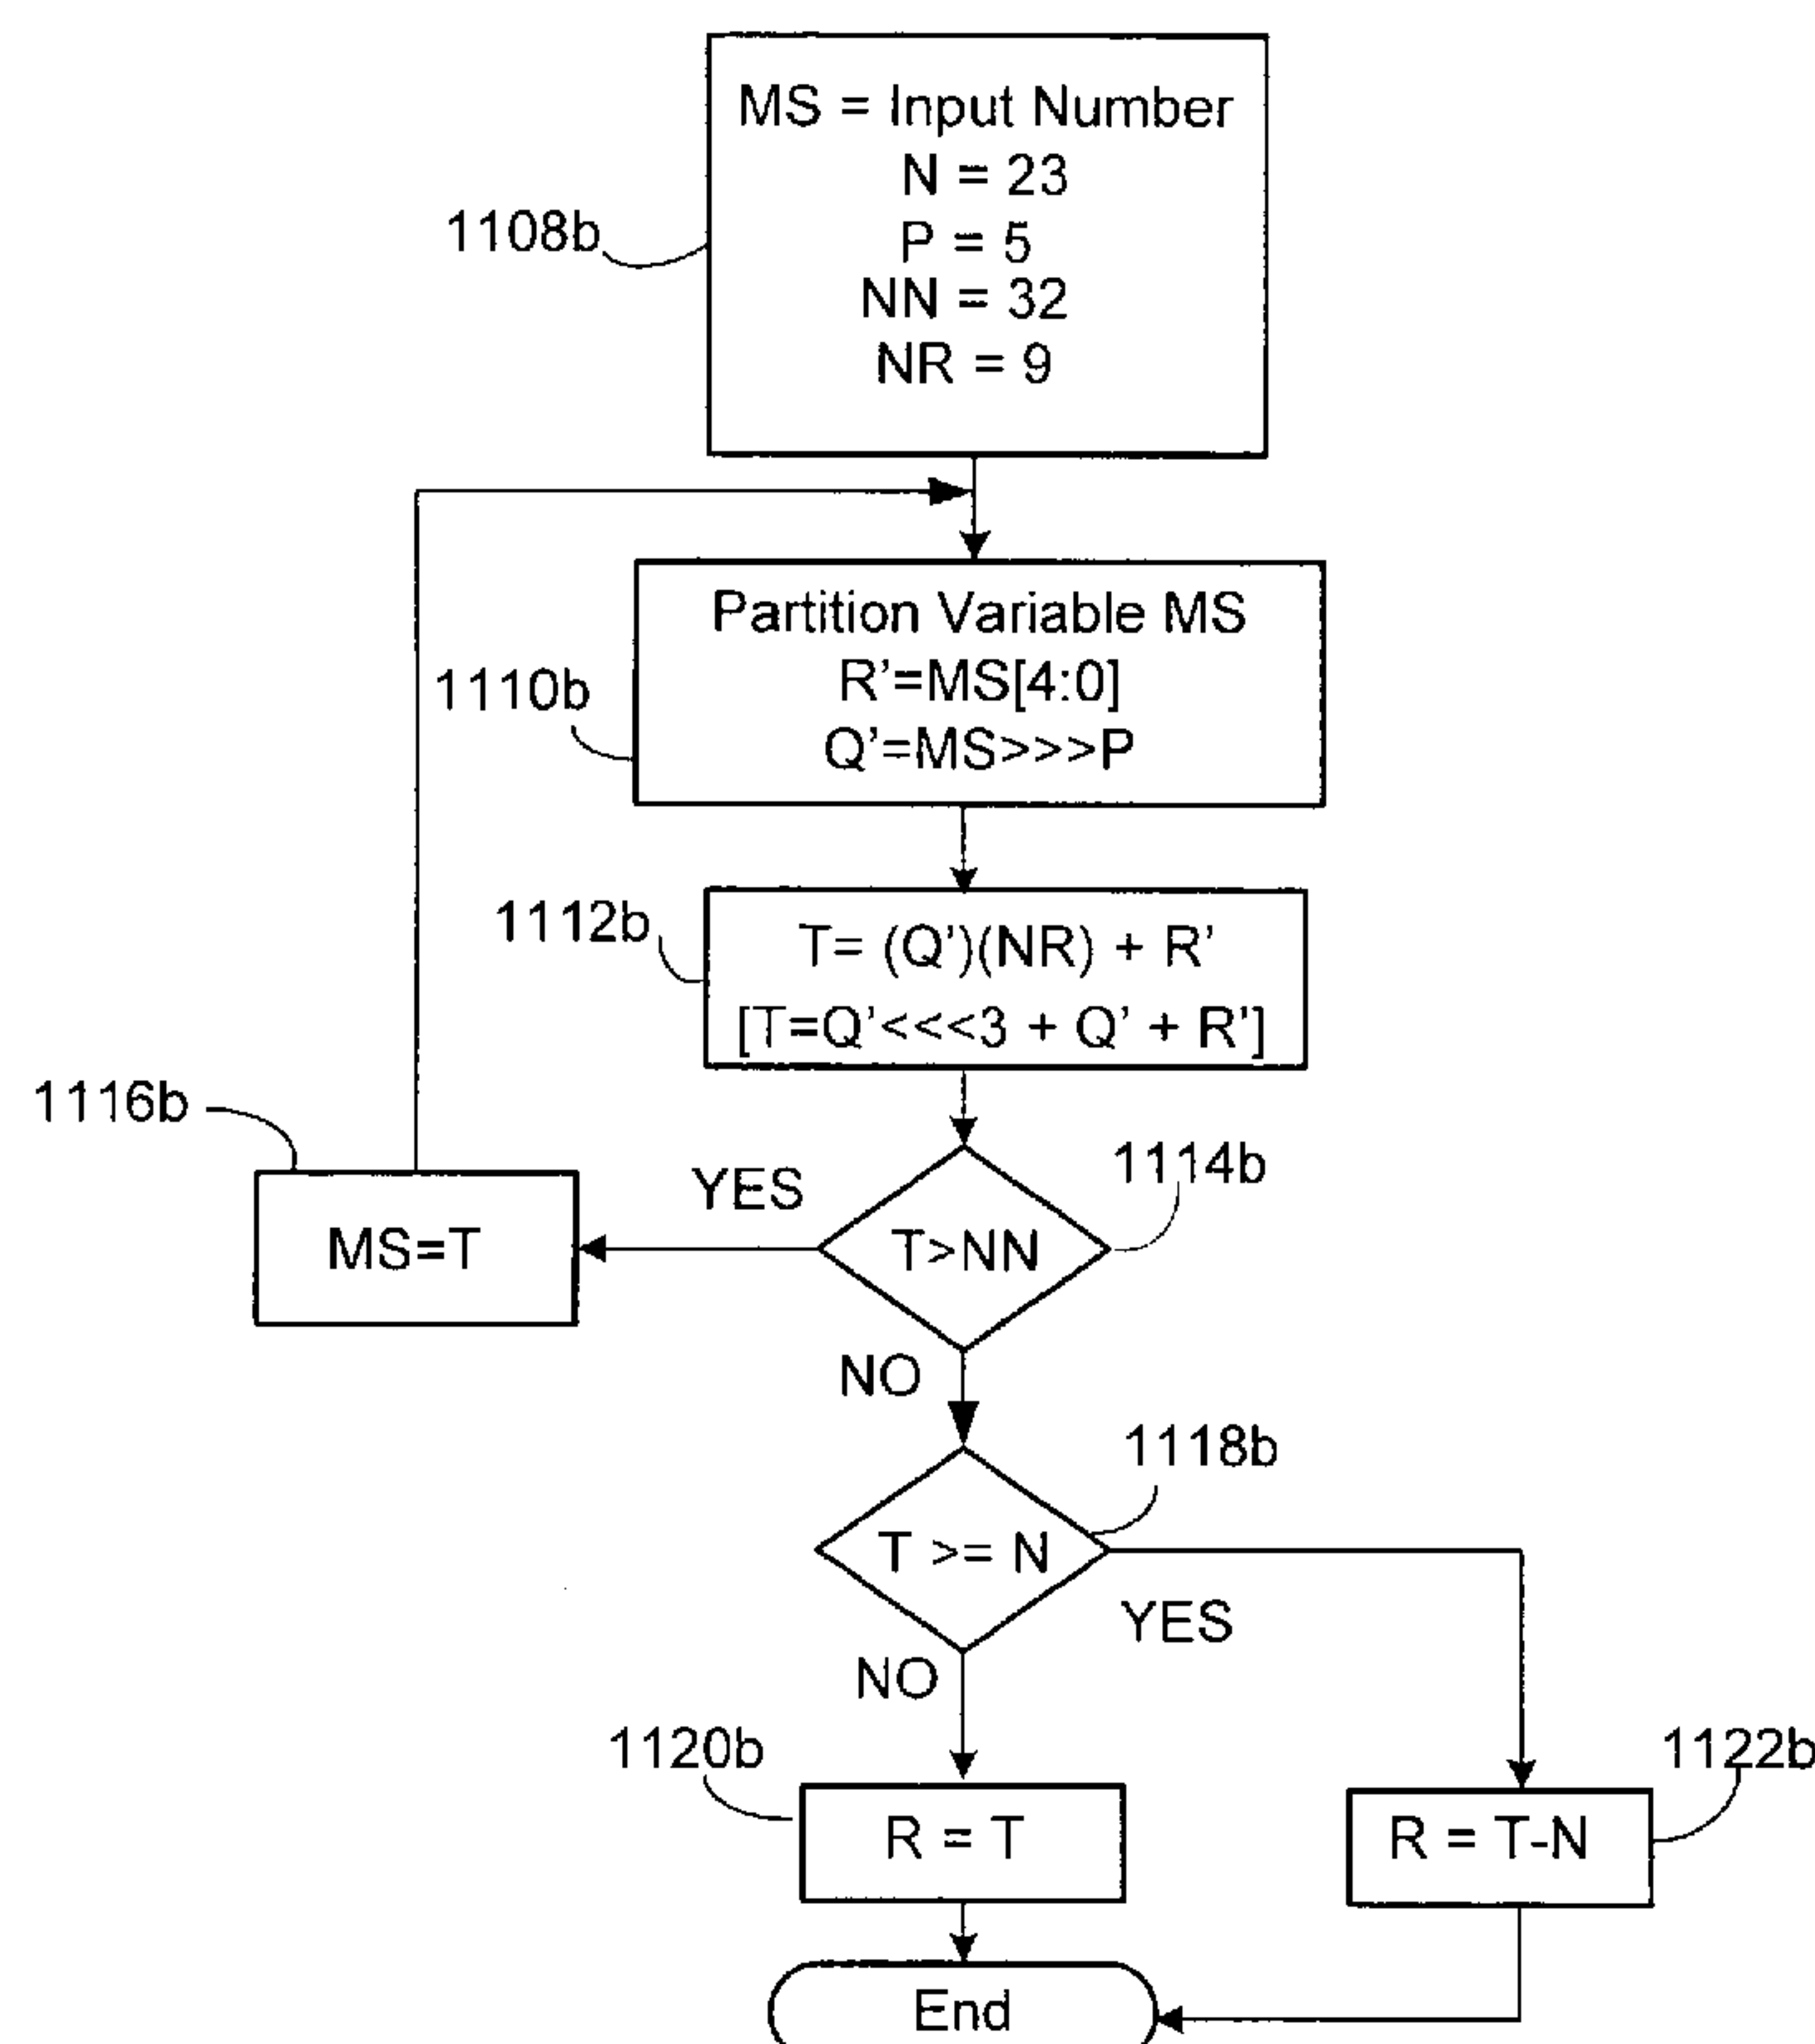 MS = Input Number
N = 23
P = 5
NN = 32
NR = 9
1108b
Partition Variable MS
R'=MS[4:0]
Q'=MS>>>P
1110b
T= (Q')(NR) + R'
[T=Q'<<<3 + Q' + R']
1112b
1116b
MS=T
YES
T>NN
1114b
NO
1118b
T >= N
YES
NO
1120b
R = T
1122b
R = T-N
End